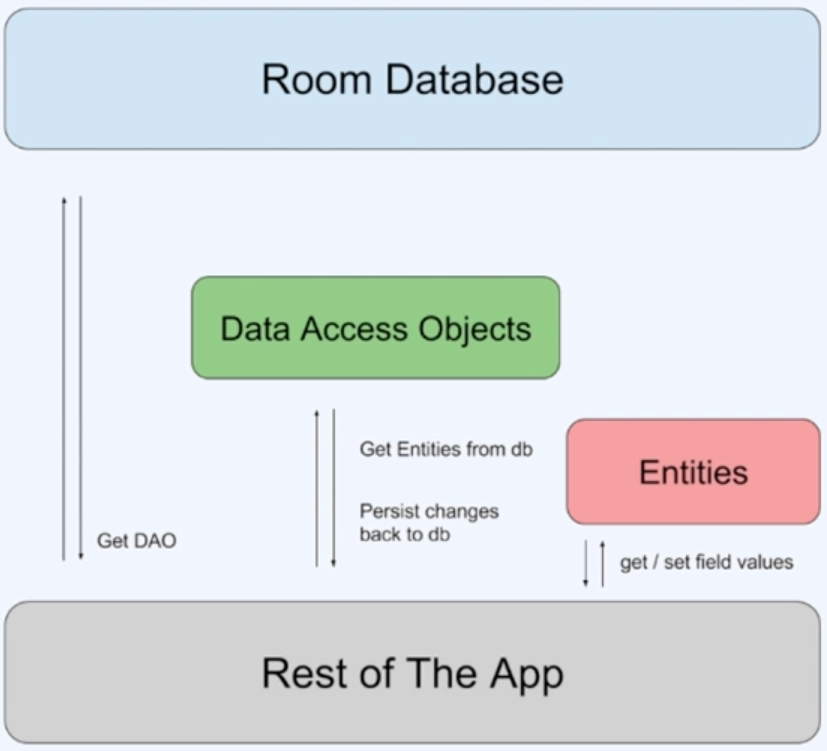 Room Database
Data Access Objects
Get Entities from db
Persist changes
back to db
Entities
Get DAO
get / set field values
Rest of The App